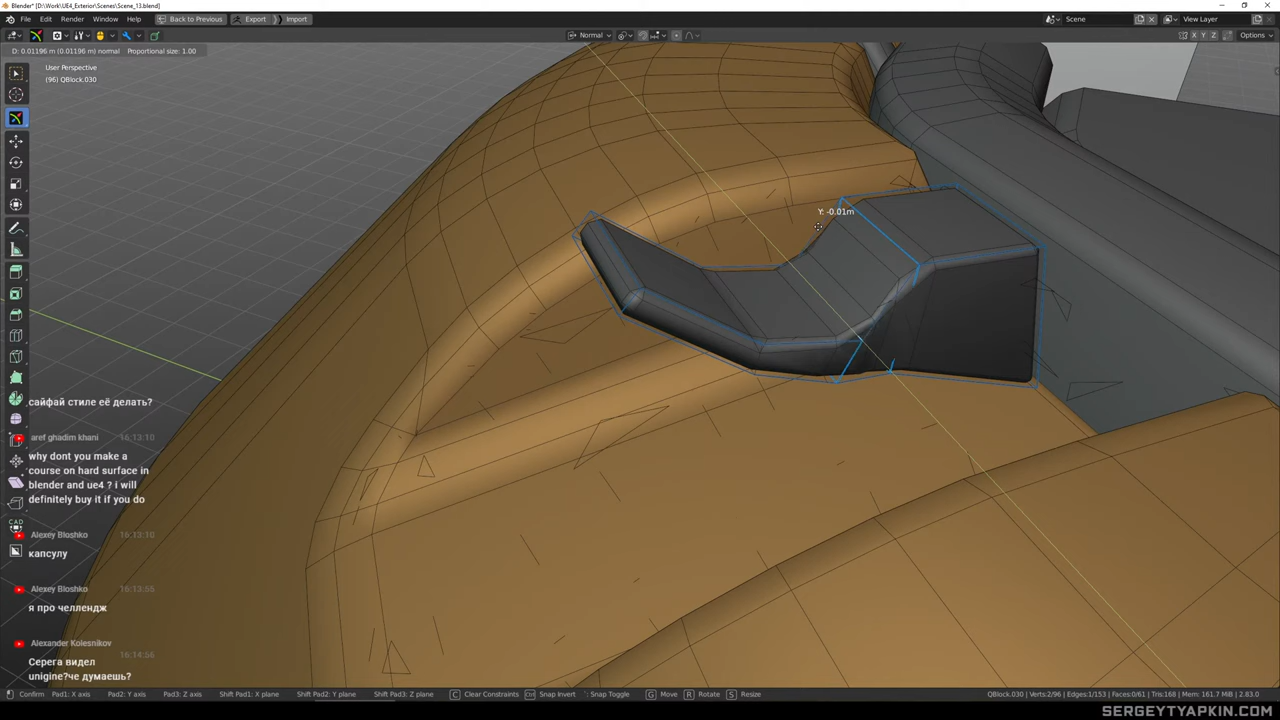 Blender* [D:\Work\UE4_Exterior\Scenes\Scene_13.blend]
File Edit Render Window Help Back to Previous Export Import Scene View Layer
Normal X Y Z Options
D: 0.01196 m (0.01196 m) normal Proportional size: 1.00
User Perspective
(96) QBlock.030
Y: -0.01m
сайфай стиле её делать?
aref ghadim khani 16:13:10
why dont you make a
course on hard surface in
blender and ue4 ? i will
definitely buy it if you do
CAD
Alexey Bloshko 16:13:10
капсулу
Alexey Bloshko 16:13:55
я про челлендж
Alexander Kolesnikov 16:14:56
Серега видел
unigine?че думаешь?
Confirm Pad1: X axis Pad2: Y axis Pad3: Z axis Shift Pad1: X plane Shift Pad2: Y plane Shift Pad3: Z plane C Clear Constraints Ctrl Snap Invert : Snap Toggle G Move R Rotate S Resize QBlock.030 | Verts:2/96 | Edges:1/153 | Faces:0/61 | Tris:168 | Mem: 161.7 MiB | 2.83.0
SERGEYTYAPKIN.COM